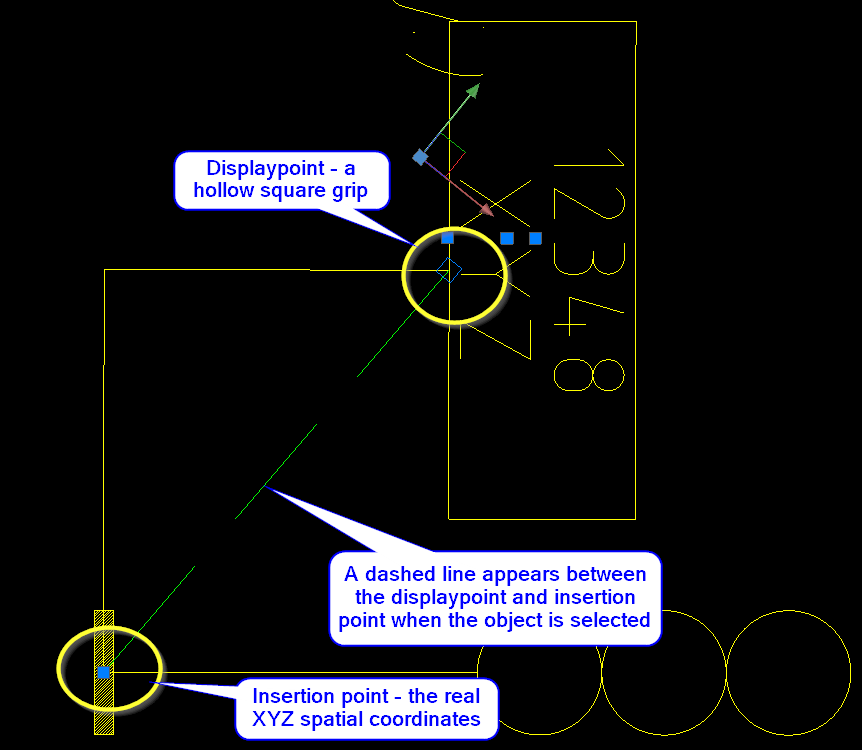 Displaypoint - a
hollow square grip
XYZ
12348
A dashed line appears between
the displaypoint and insertion
point when the object is selected
Insertion point - the real
XYZ spatial coordinates